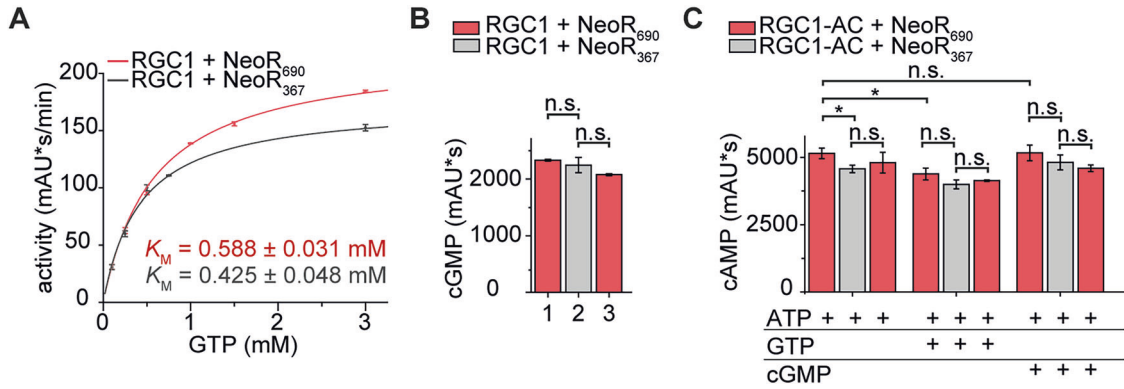 A
RGC1 + NeoR690
RGC1 + NeoR367
200
150
100
50
0
activity (mAU*s/min)
KM = 0.588 ± 0.031 mM
KM = 0.425 ± 0.048 mM
0 1 2 3
GTP (mM)
B
RGC1 + NeoR690
RGC1 + NeoR367
n.s.
n.s.
2000
1000
0
cGMP (mAU*s)
1 2 3
C
RGC1-AC + NeoR690
RGC1-AC + NeoR367
n.s.
*
*
n.s.
n.s.
n.s.
n.s.
n.s.
5000
2500
0
cAMP (mAU*s)
ATP + + + + + + + + +
GTP + + +
cGMP + + +